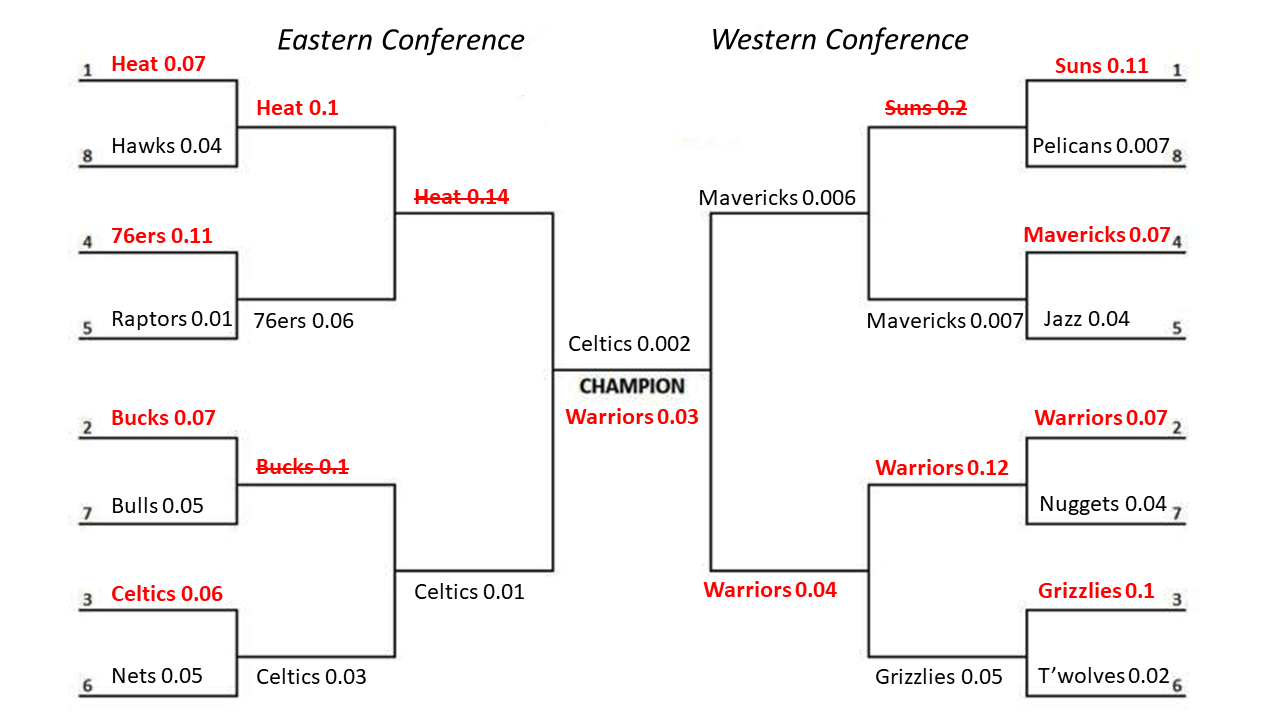 Eastern Conference
Western Conference
1 Heat 0.07
8 Hawks 0.04
4 76ers 0.11
5 Raptors 0.01
2 Bucks 0.07
7 Bulls 0.05
3 Celtics 0.06
6 Nets 0.05
Heat 0.1
76ers 0.06
Bucks 0.1
Celtics 0.03
Heat 0.14
Celtics 0.01
Celtics 0.002
CHAMPION
Warriors 0.03
Mavericks 0.006
Warriors 0.04
Suns 0.2
Mavericks 0.007
Warriors 0.12
Grizzlies 0.05
Suns 0.11 1
Pelicans 0.007 8
Mavericks 0.07 4
Jazz 0.04 5
Warriors 0.07 2
Nuggets 0.04 7
Grizzlies 0.1 3
T’wolves 0.02 6